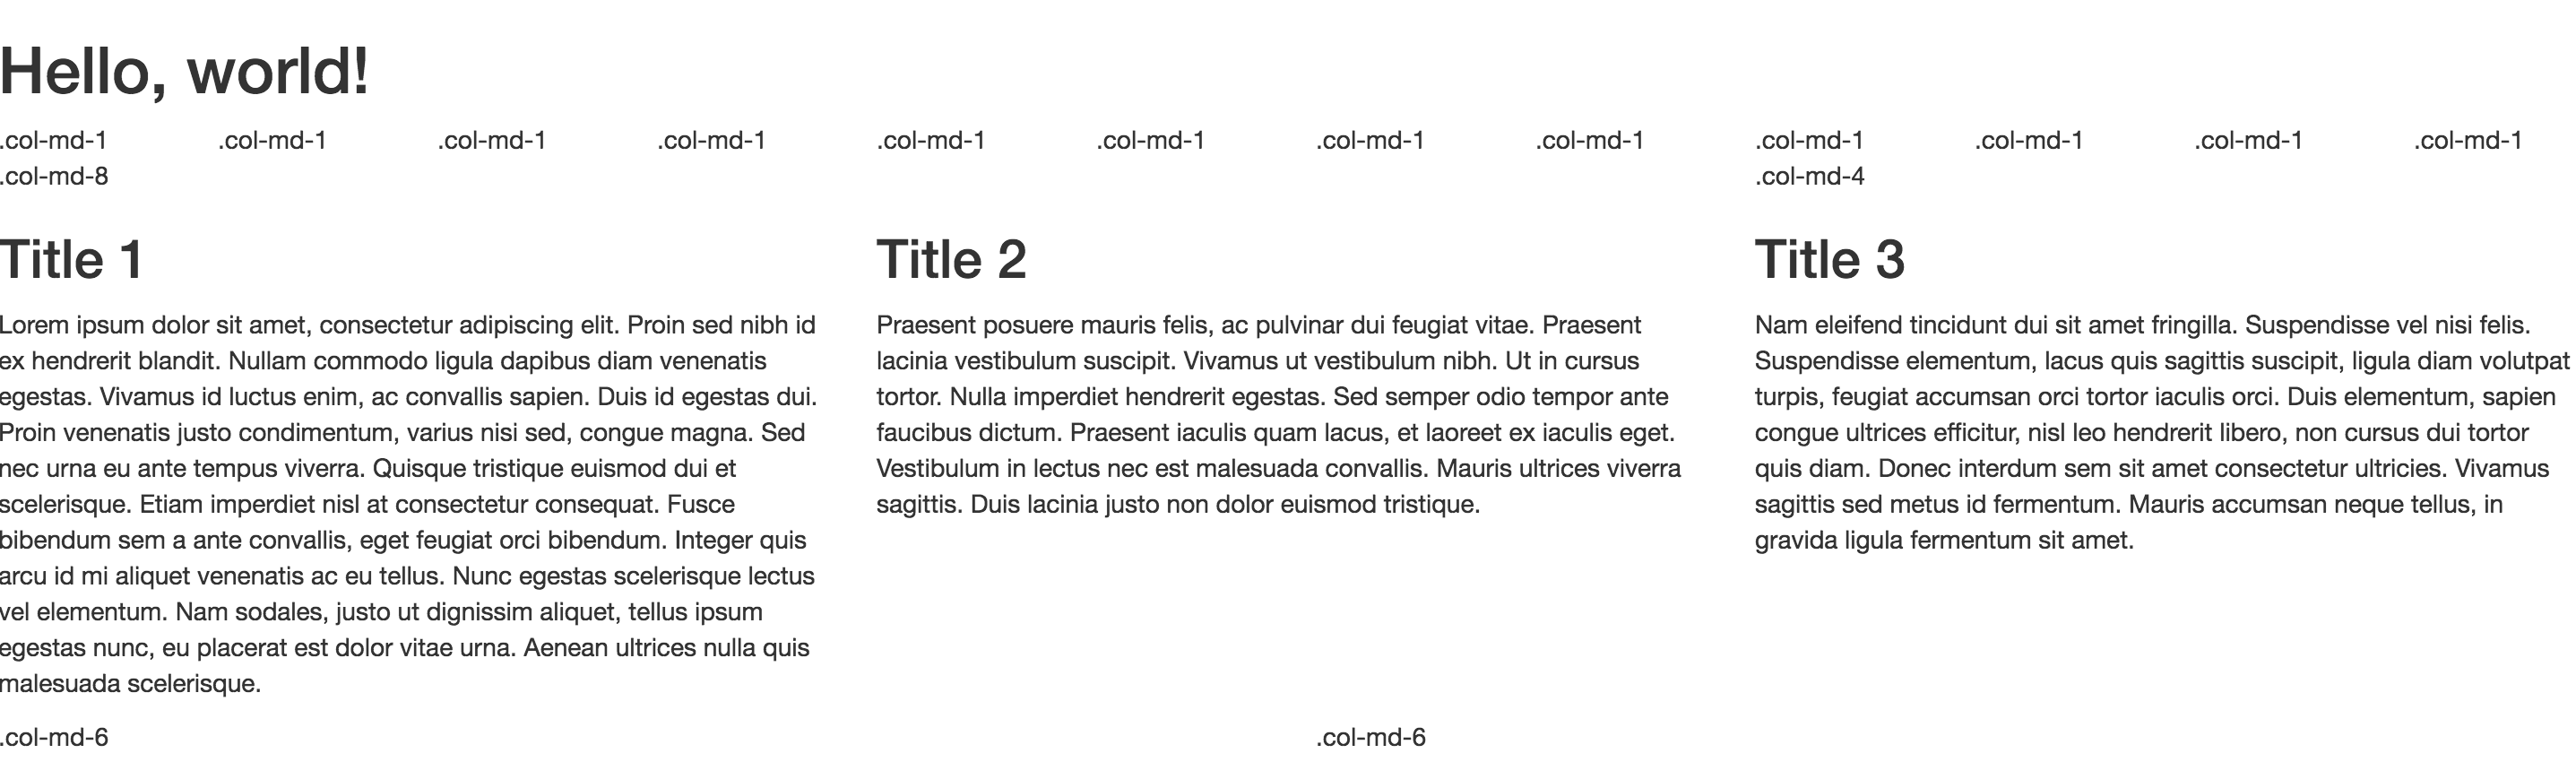 Hello, world!
.col-md-1 .col-md-1 .col-md-1 .col-md-1 .col-md-1 .col-md-1 .col-md-1 .col-md-1 .col-md-1 .col-md-1 .col-md-1 .col-md-1
.col-md-8 .col-md-4
Title 1
Lorem ipsum dolor sit amet, consectetur adipiscing elit. Proin sed nibh id
ex hendrerit blandit. Nullam commodo ligula dapibus diam venenatis
egestas. Vivamus id luctus enim, ac convallis sapien. Duis id egestas dui.
Proin venenatis justo condimentum, varius nisi sed, congue magna. Sed
nec urna eu ante tempus viverra. Quisque tristique euismod dui et
scelerisque. Etiam imperdiet nisl at consectetur consequat. Fusce
bibendum sem a ante convallis, eget feugiat orci bibendum. Integer quis
arcu id mi aliquet venenatis ac eu tellus. Nunc egestas scelerisque lectus
vel elementum. Nam sodales, justo ut dignissim aliquet, tellus ipsum
egestas nunc, eu placerat est dolor vitae urna. Aenean ultrices nulla quis
malesuada scelerisque.
Title 2
Praesent posuere mauris felis, ac pulvinar dui feugiat vitae. Praesent
lacinia vestibulum suscipit. Vivamus ut vestibulum nibh. Ut in cursus
tortor. Nulla imperdiet hendrerit egestas. Sed semper odio tempor ante
faucibus dictum. Praesent iaculis quam lacus, et laoreet ex iaculis eget.
Vestibulum in lectus nec est malesuada convallis. Mauris ultrices viverra
sagittis. Duis lacinia justo non dolor euismod tristique.
Title 3
Nam eleifend tincidunt dui sit amet fringilla. Suspendisse vel nisi felis.
Suspendisse elementum, lacus quis sagittis suscipit, ligula diam volutpat
turpis, feugiat accumsan orci tortor iaculis orci. Duis elementum, sapien
congue ultrices efficitur, nisl leo hendrerit libero, non cursus dui tortor
quis diam. Donec interdum sem sit amet consectetur ultricies. Vivamus
sagittis sed metus id fermentum. Mauris accumsan neque tellus, in
gravida ligula fermentum sit amet.
.col-md-6 .col-md-6